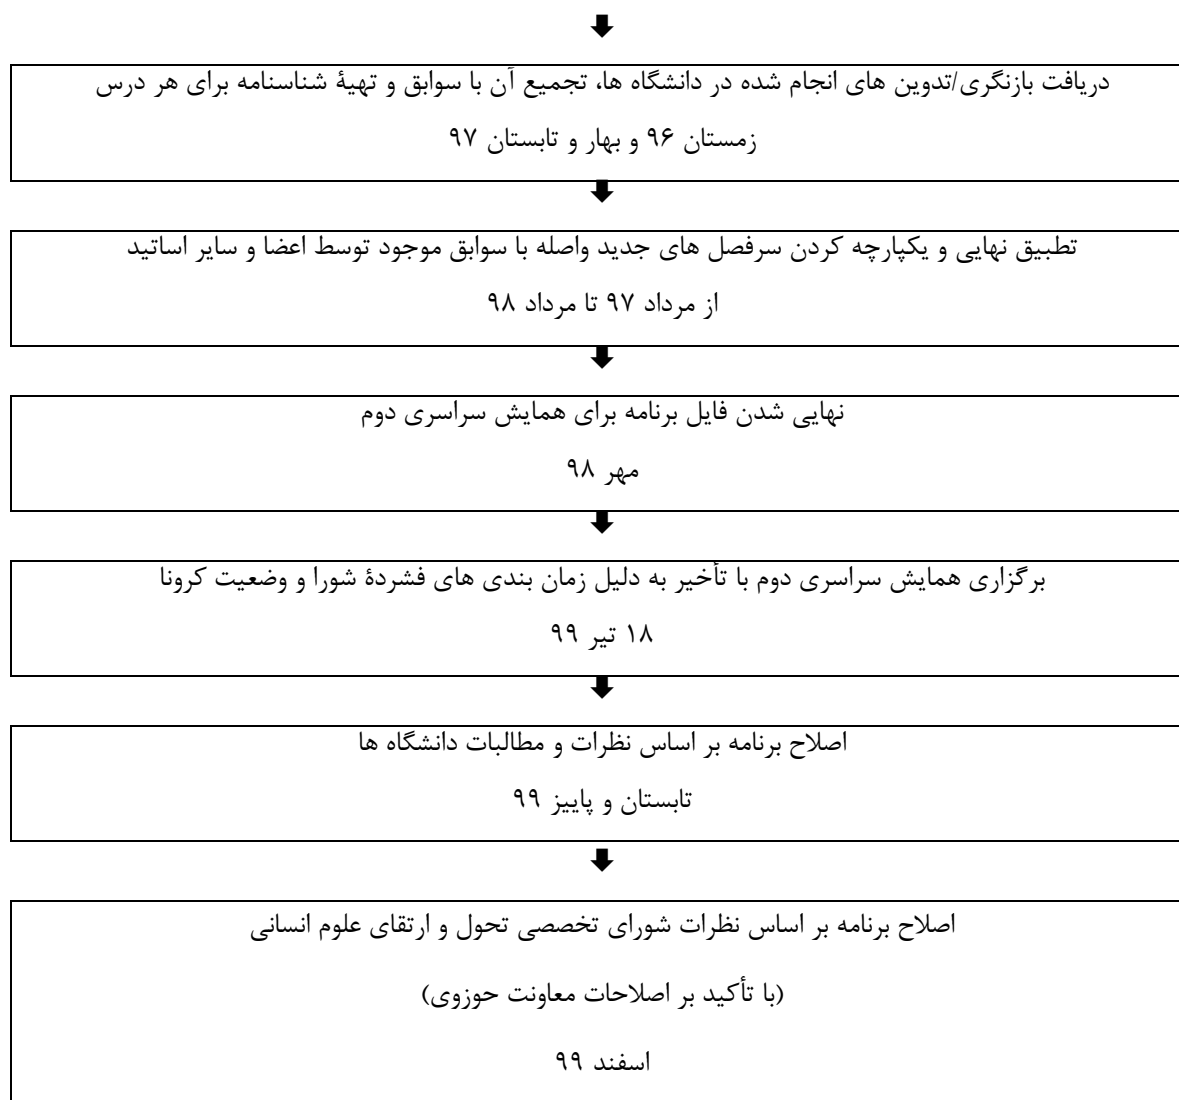 دریافت بازنگری/تدوین های انجام شده در دانشگاه ها، تجمیع آن با سوابق و تهیۀ شناسنامه برای هر درس
زمستان ۹۶ و بهار و تابستان ۹۷
تطبیق نهایی و یکپارچه کردن سرفصل های جدید واصله با سوابق موجود توسط اعضا و سایر اساتید
از مرداد ۹۷ تا مرداد ۹۸
نهایی شدن فایل برنامه برای همایش سراسری دوم
مهر ۹۸
برگزاری همایش سراسری دوم با تأخیر به دلیل زمان بندی های فشردۀ شورا و وضعیت کرونا
۱۸ تیر ۹۹
اصلاح برنامه بر اساس نظرات و مطالبات دانشگاه ها
تابستان و پاییز ۹۹
اصلاح برنامه بر اساس نظرات شورای تخصصی تحول و ارتقای علوم انسانی
(با تأکید بر اصلاحات معاونت حوزوی)
اسفند ۹۹